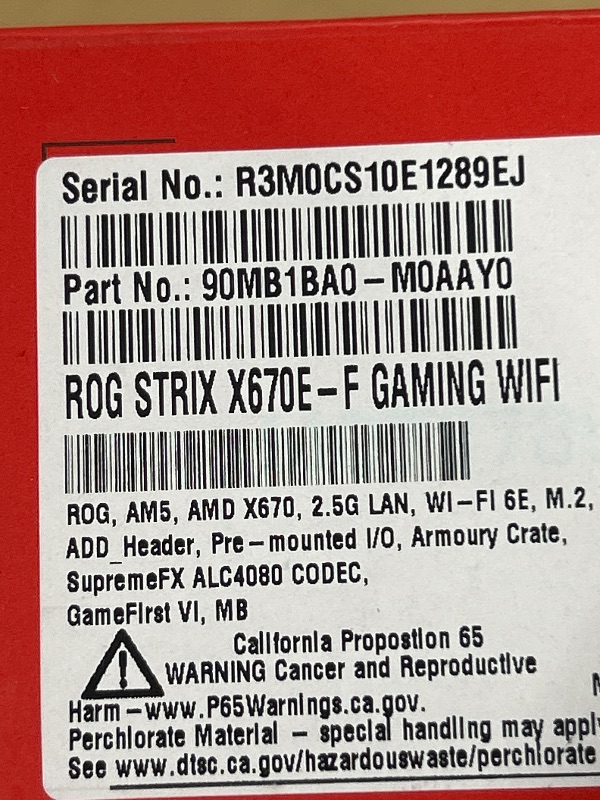 Serial No.: R3M0CS10E1289EJ
Part No.: 90MB1BA0-M0AAY0
ROG STRIX X670E-F GAMING WIFI
ROG, AM5, AMD X670, 2.5G LAN, WI-FI 6E, M.2,
ADD_Header, Pre-mounted I/O, Armoury Crate,
SupremeFX ALC4080 CODEC,
GameFirst VI, MB
California Propostion 65
WARNING Cancer and Reproductive
Harm-www.P65Warnings.ca.gov.
Perchlorate Material - special handling may apply
See www.dtsc.ca.gov/hazardouswaste/perchlorate